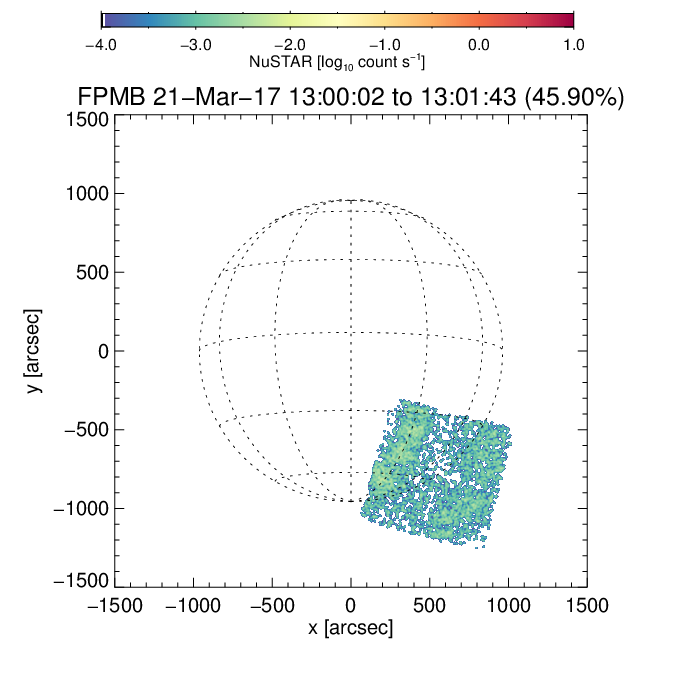 −4.0 −3.0 −2.0 −1.0 0.0 1.0
NuSTAR [log₁₀ count s⁻¹]
FPMB 21−Mar−17 13:00:02 to 13:01:43 (45.90%)
1500
1000
500
0
−500
−1000
−1500
y [arcsec]
−1500 −1000 −500 0 500 1000 1500
x [arcsec]